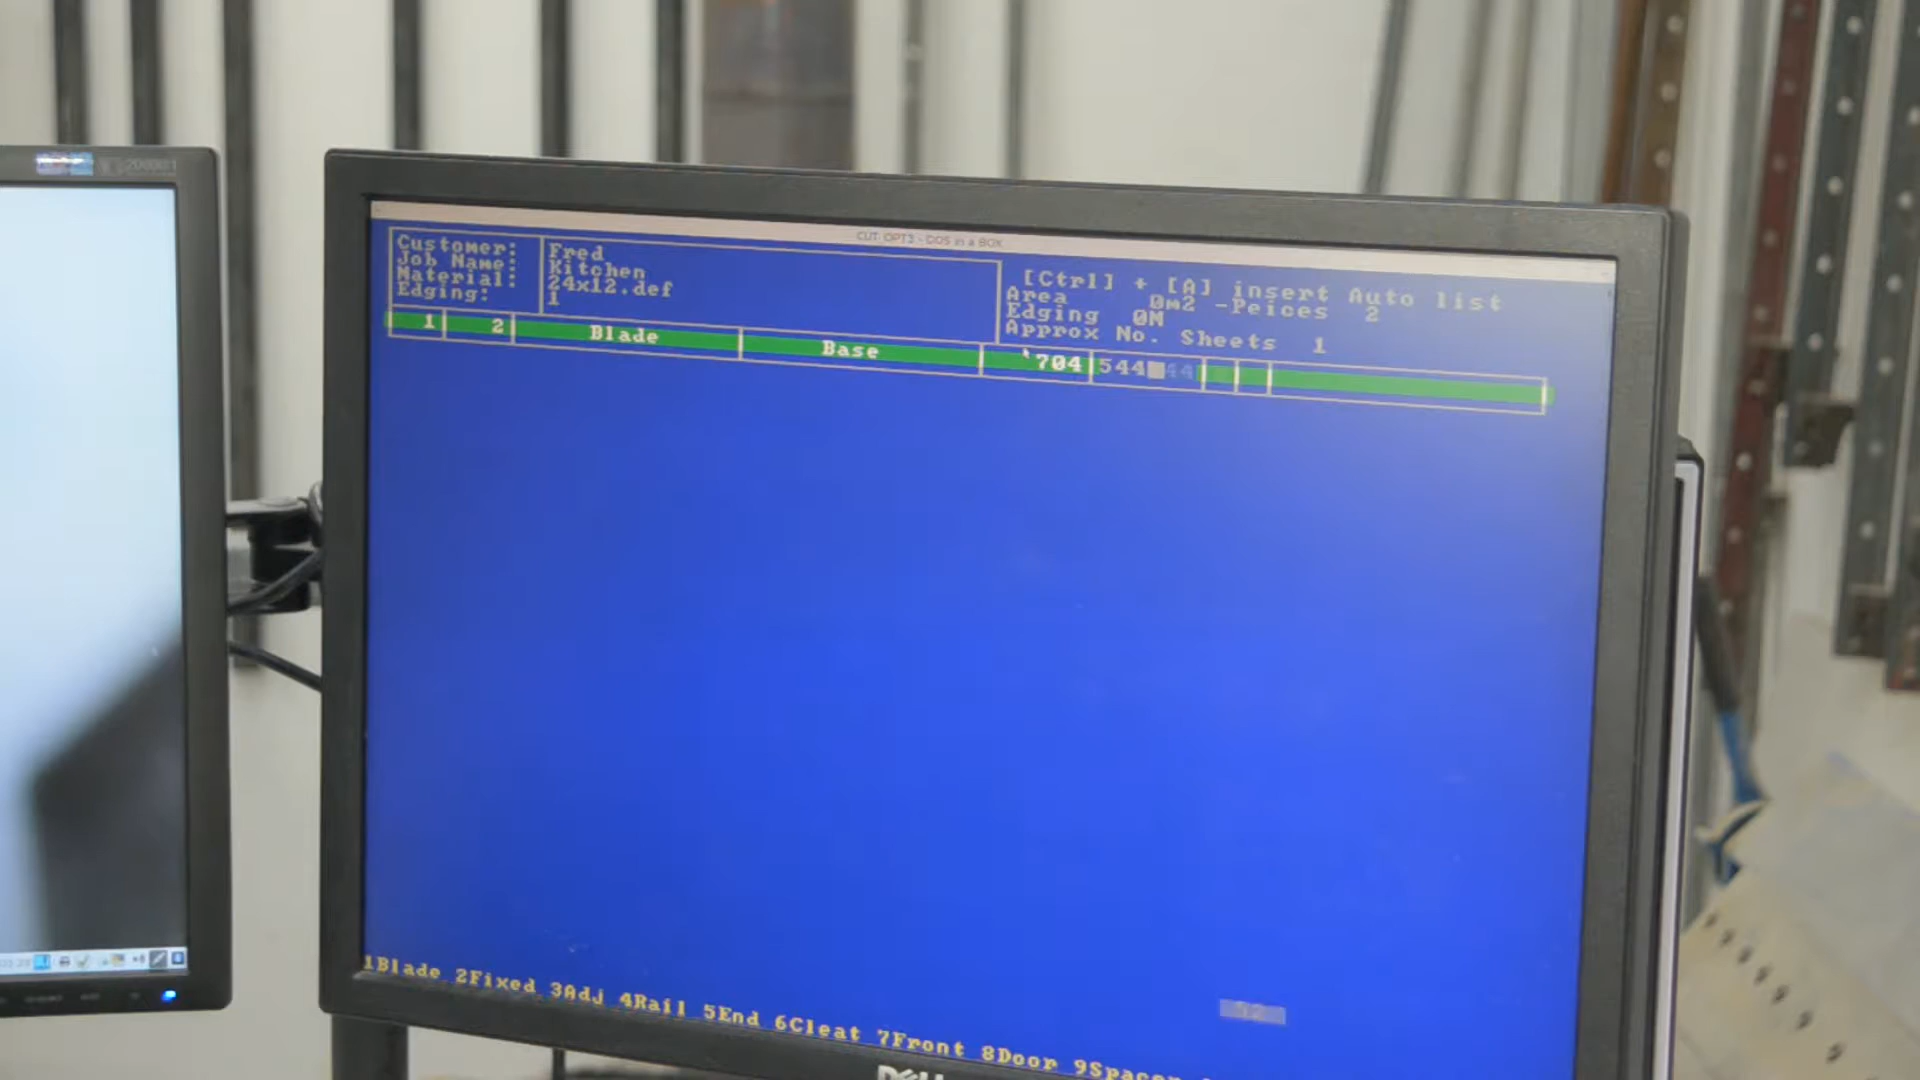 CUT OPT3 - DOS in a BOX
Customer: Fred
Job Name: Kitchen
Material: 24x12.def
Edging: 1
[Ctrl] + [A] insert Auto list
Area 0m2 -Peices 2
Edging 0M
Approx No. Sheets 1
1 2 Blade Base 704 544
1Blade 2Fixed 3Adj 4Rail 5End 6Cleat 7Front 8Door 9Spacer
DELL